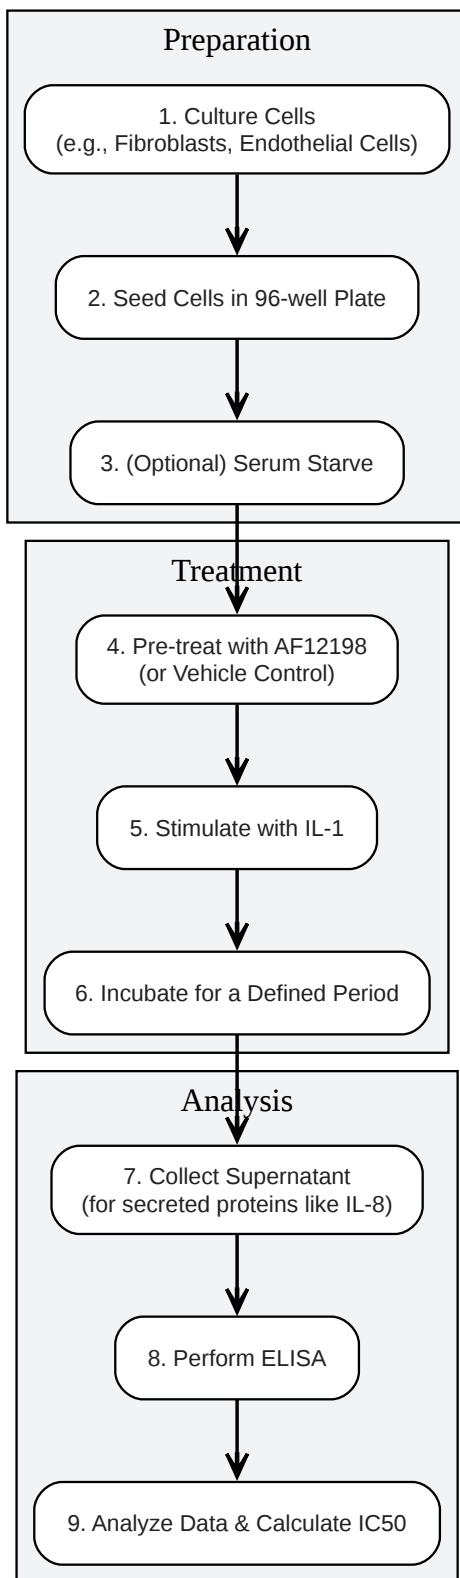 Preparation
1. Culture Cells
(e.g., Fibroblasts, Endothelial Cells)
2. Seed Cells in 96-well Plate
3. (Optional) Serum Starve
Treatment
4. Pre-treat with AF12198
(or Vehicle Control)
5. Stimulate with IL-1
6. Incubate for a Defined Period
Analysis
7. Collect Supernatant
(for secreted proteins like IL-8)
8. Perform ELISA
9. Analyze Data & Calculate IC50